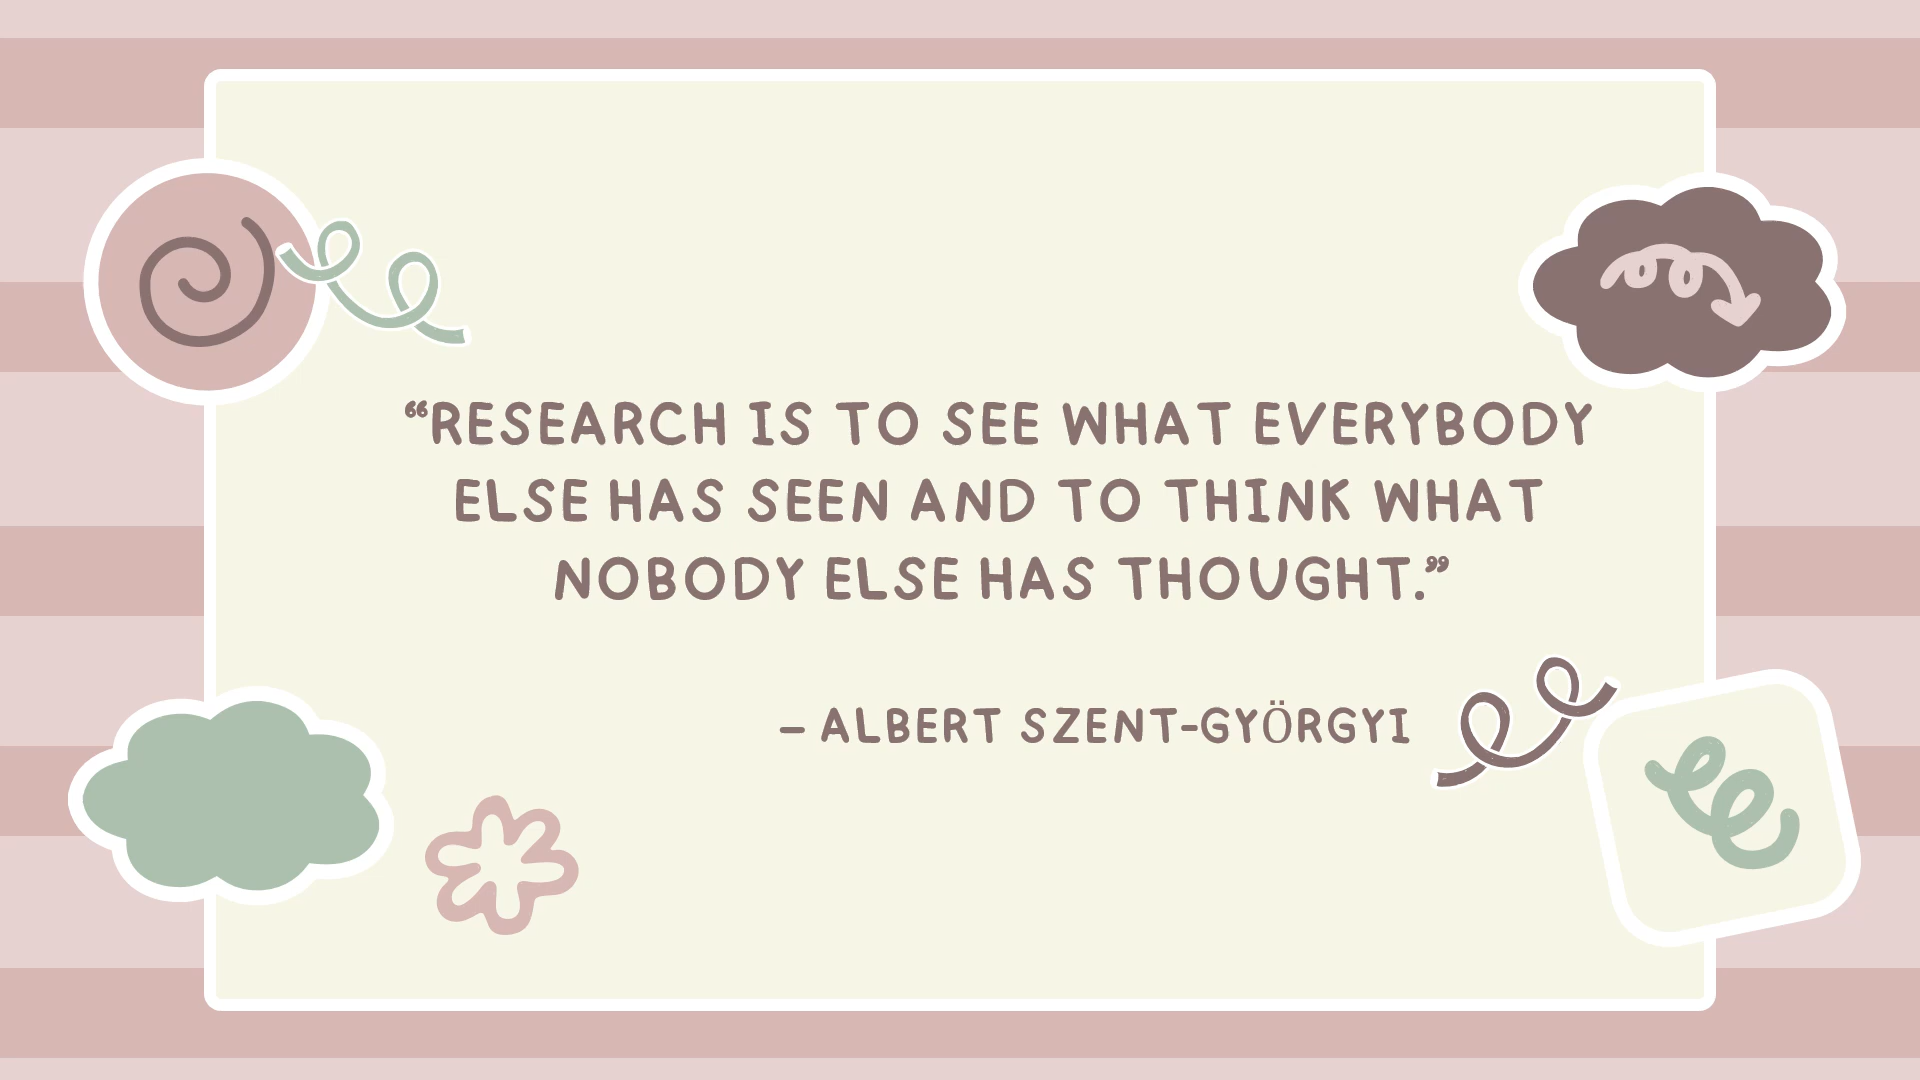 “RESEARCH IS TO SEE WHAT EVERYBODY
ELSE HAS SEEN AND TO THINK WHAT
NOBODY ELSE HAS THOUGHT.”
– ALBERT SZENT-GYÖRGYI